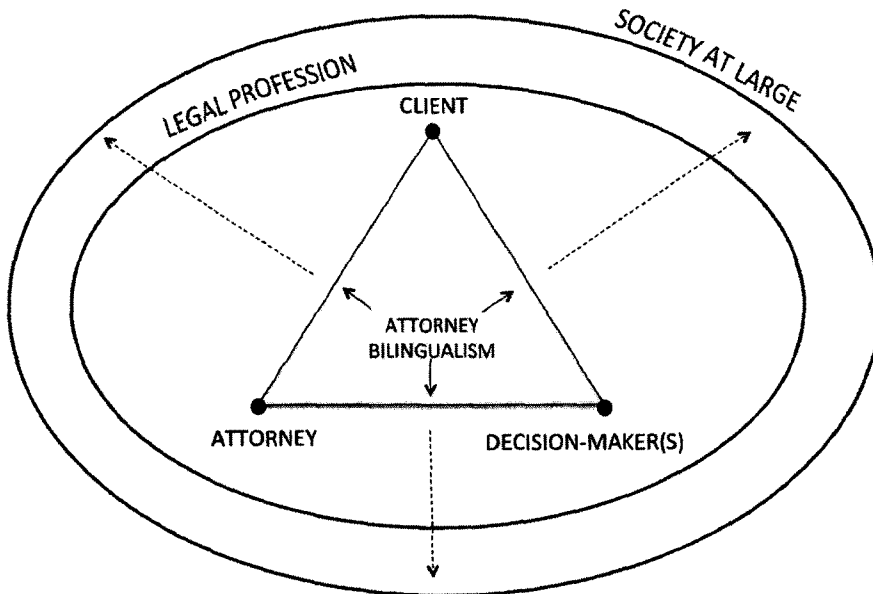 SOCIETY AT LARGE
LEGAL PROFESSION
CLIENT
ATTORNEY
BILINGUALISM
ATTORNEY
DECISION-MAKER(S)